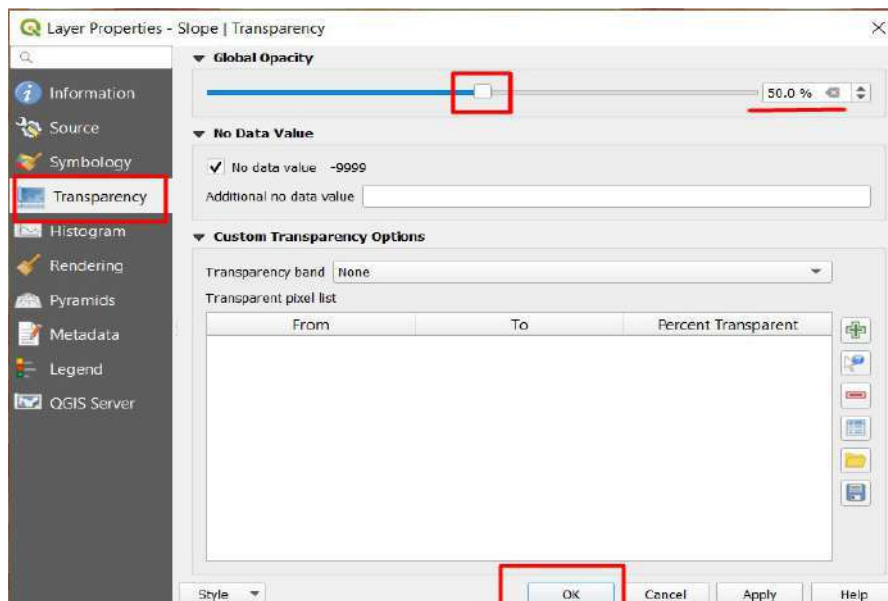 Layer Properties - Slope | Transparency
Information
Source
Symbology
Transparency
Histogram
Rendering
Pyramids
Metadata
Legend
QGIS Server
Global Opacity
50.0 %
No Data Value
No data value -9999
Additional no data value
Custom Transparency Options
Transparency band None
Transparent pixel list
From To Percent Transparent
Style OK Cancel Apply Help